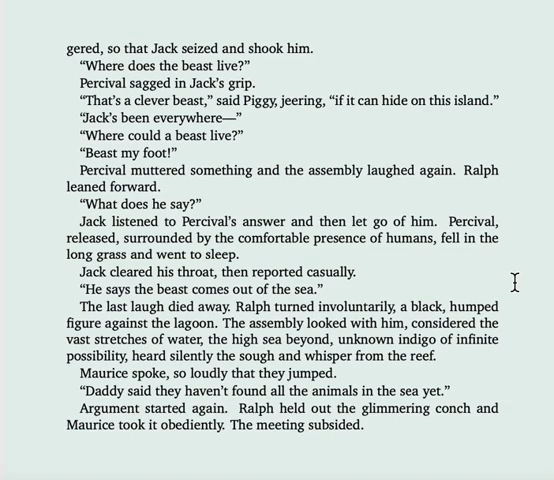 gered, so that Jack seized and shook him.
“Where does the beast live?”
Percival sagged in Jack’s grip.
“That’s a clever beast,” said Piggy, jeering, “if it can hide on this island.”
“Jack’s been everywhere—”
“Where could a beast live?”
“Beast my foot!”
Percival muttered something and the assembly laughed again. Ralph
leaned forward.
“What does he say?”
Jack listened to Percival’s answer and then let go of him. Percival,
released, surrounded by the comfortable presence of humans, fell in the
long grass and went to sleep.
Jack cleared his throat, then reported casually.
“He says the beast comes out of the sea.”
The last laugh died away. Ralph turned involuntarily, a black, humped
figure against the lagoon. The assembly looked with him, considered the
vast stretches of water, the high sea beyond, unknown indigo of infinite
possibility, heard silently the sough and whisper from the reef.
Maurice spoke, so loudly that they jumped.
“Daddy said they haven’t found all the animals in the sea yet.”
Argument started again. Ralph held out the glimmering conch and
Maurice took it obediently. The meeting subsided.